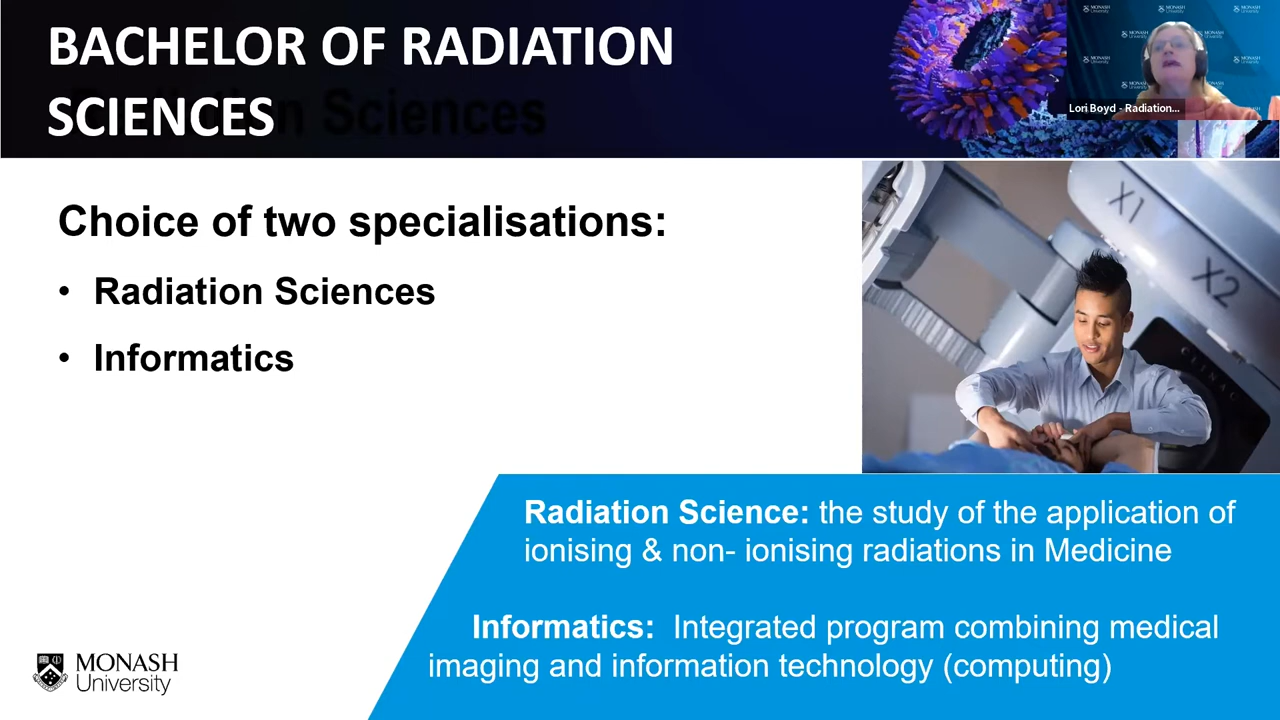 BACHELOR OF RADIATION
SCIENCES
Lori Boyd - Radiation...
Choice of two specialisations:
• Radiation Sciences
• Informatics
X1
X2
CLINAC
Radiation Science: the study of the application of
ionising & non- ionising radiations in Medicine
Informatics: Integrated program combining medical
imaging and information technology (computing)
MONASH
University